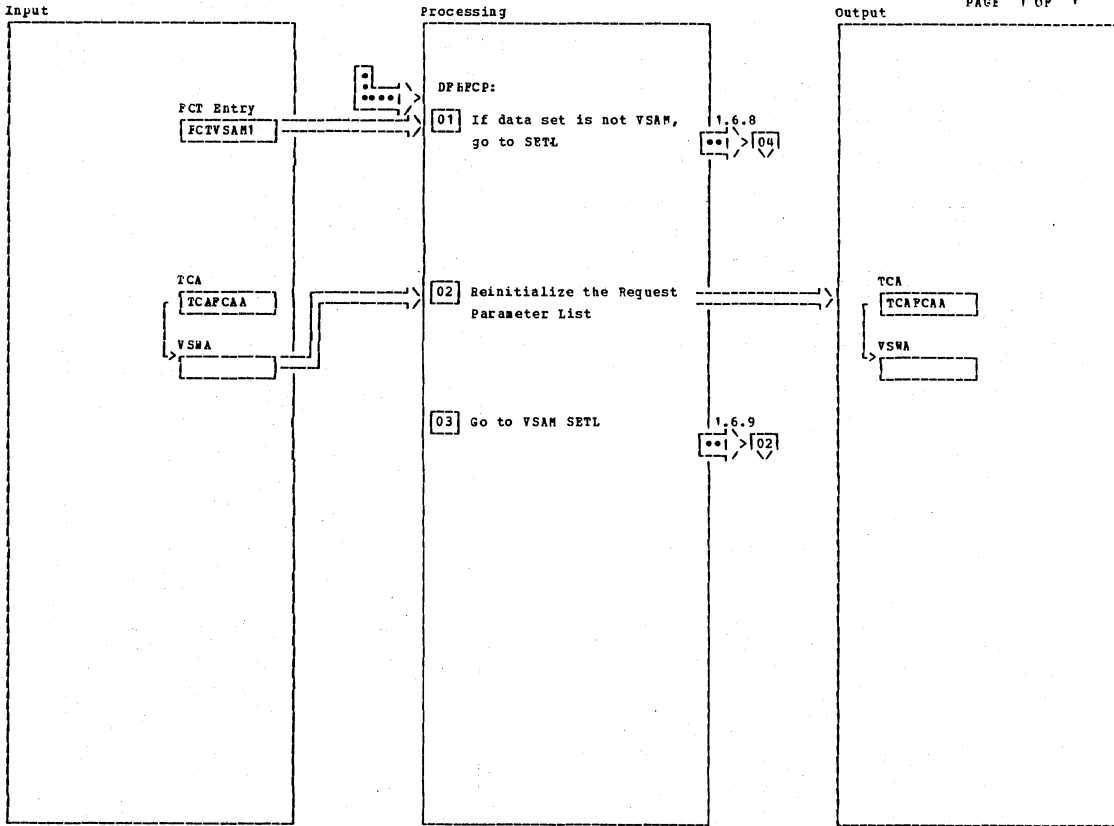 PAGE 1 OF 1
Input
Processing
Output
DFHFCP:
FCT Entry
FCTVSAM1
01 If data set is not VSAM,
go to SETL
1.6.8
04
TCA
TCAFCAA
VSWA
02 Reinitialize the Request
Parameter List
TCA
TCAFCAA
VSWA
03 Go to VSAM SETL
1.6.9
02